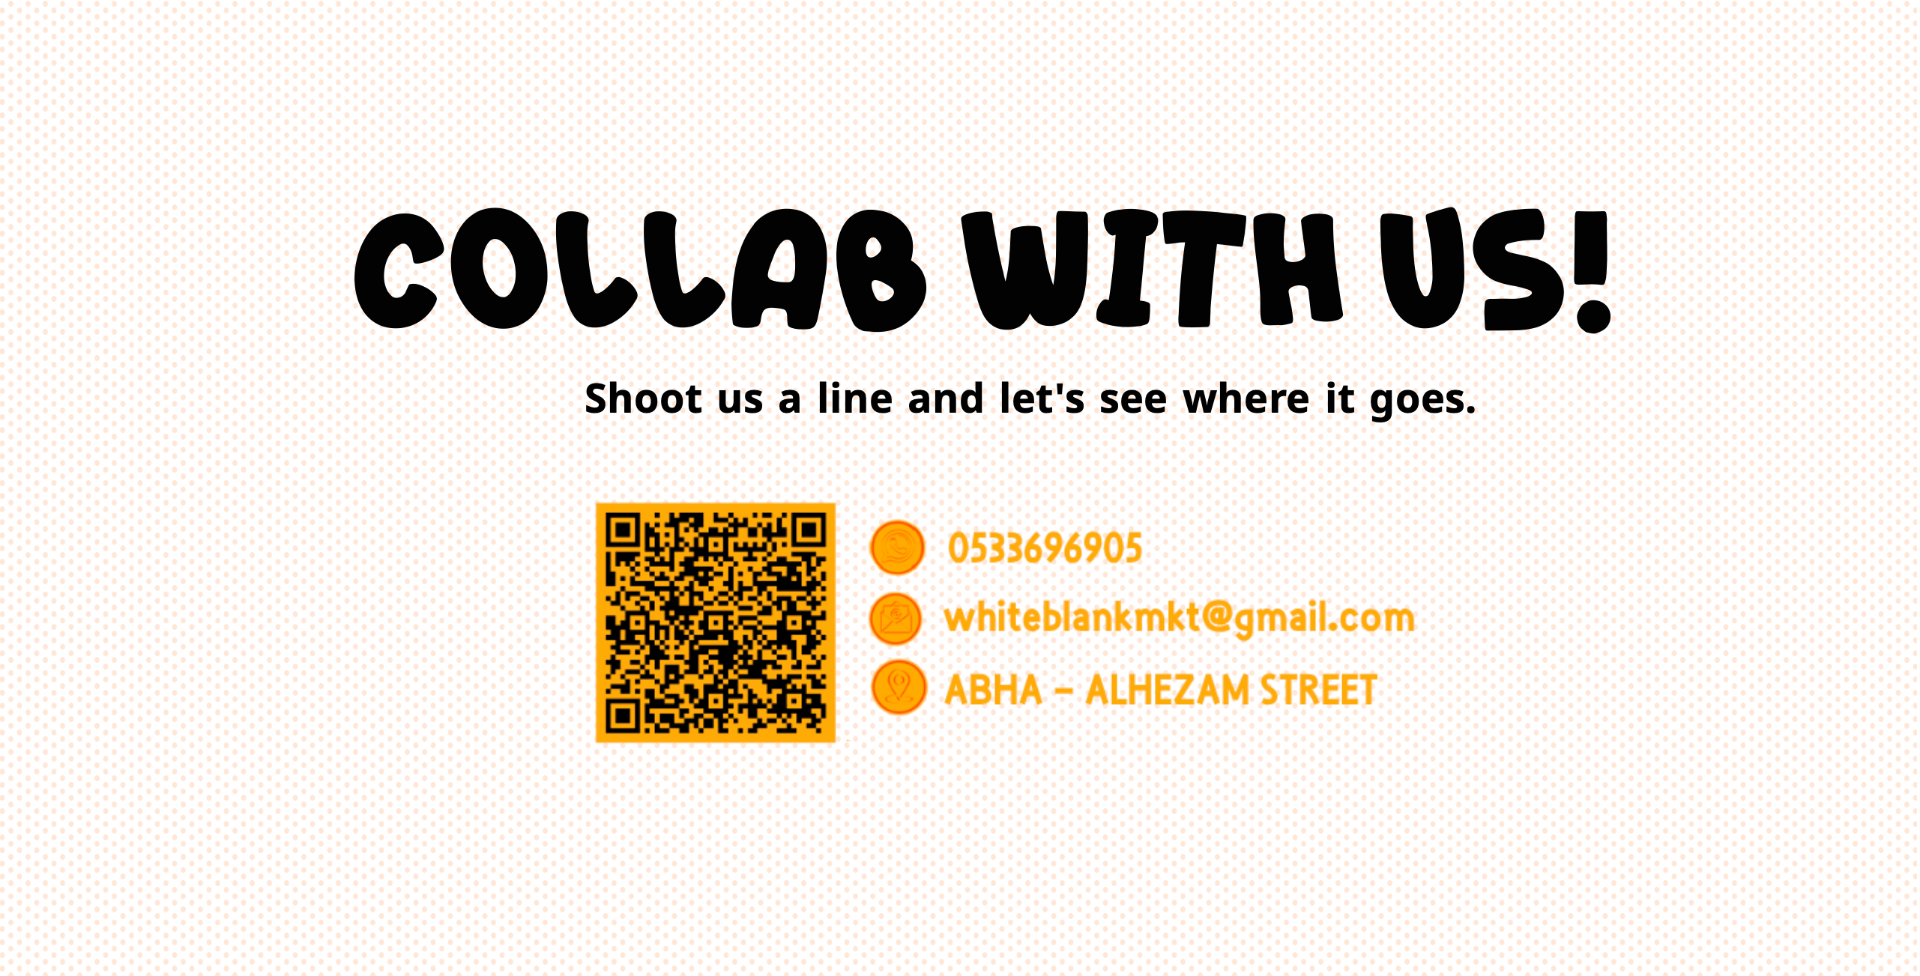 COLLAB WITH US!
Shoot us a line and let's see where it goes.
0533696905
whiteblankmkt@gmail.com
ABHA - ALHEZAM STREET